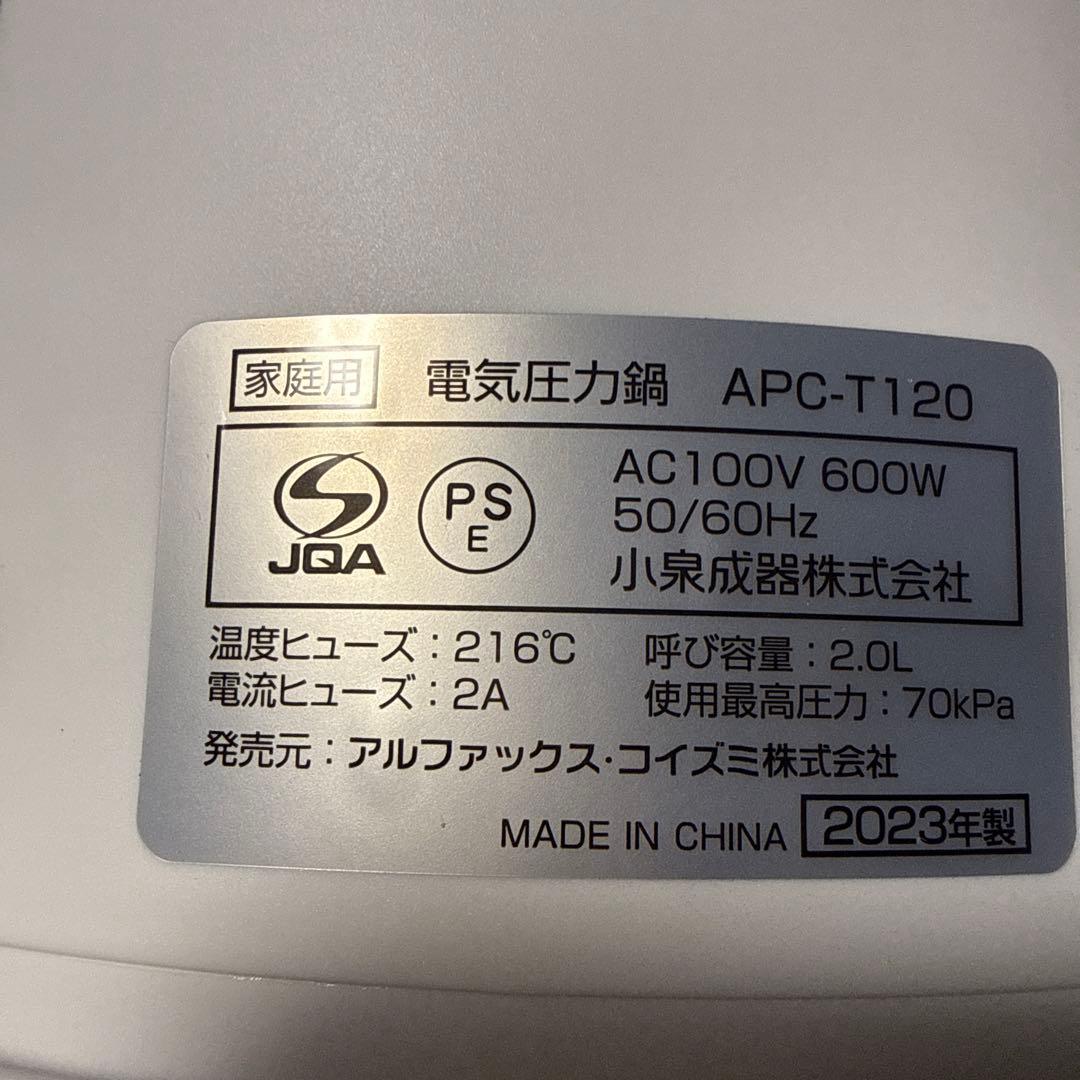 家庭用 電気圧力鍋 APC-T120
JQA
PS
E
AC100V 600W
50/60Hz
小泉成器株式会社
温度ヒューズ：216℃ 呼び容量：2.0L
電流ヒューズ：2A 使用最高圧力：70kPa
発売元：アルファックス・コイズミ株式会社
MADE IN CHINA 2023年製